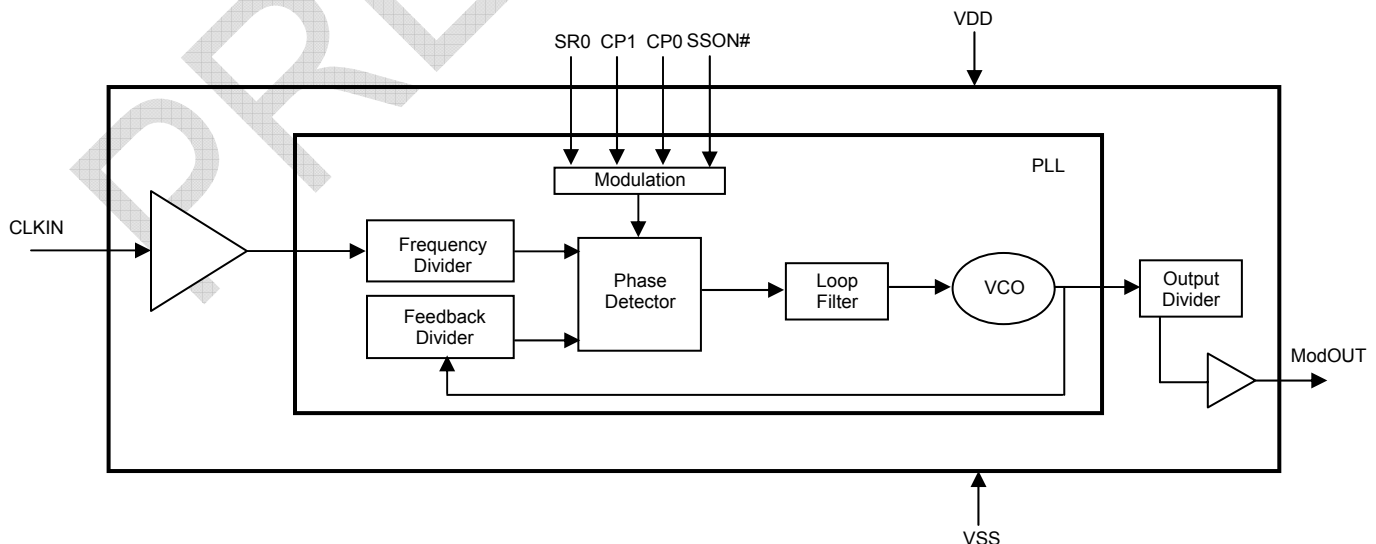 VDD
SR0 CP1 CP0 SSON#
PLL
Modulation
CLKIN
Frequency
Divider
Phase
Detector
Loop
Filter
VCO
Output
Divider
Feedback
Divider
ModOUT
VSS